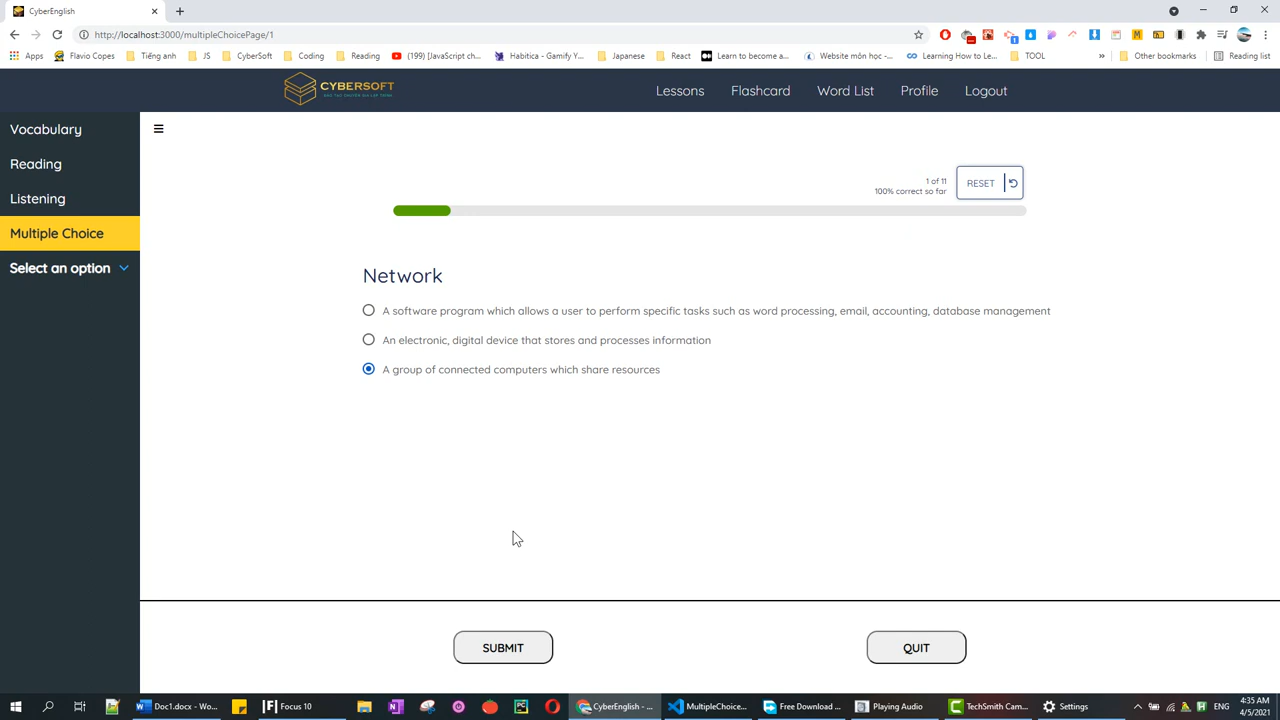 CyberEnglish
http://localhost:3000/multipleChoicePage/1
Apps Flavio Copes Tiếng anh JS CyberSoft Coding Reading (199) [JavaScript ch... Habitica - Gamify Y... Japanese React Learn to become a... Website môn học -... Learning How to Le... TOOL » Other bookmarks Reading list
CYBERSOFT
Lessons Flashcard Word List Profile Logout
Vocabulary
Reading
Listening
Multiple Choice
Select an option
1 of 11
100% correct so far
RESET
Network
A software program which allows a user to perform specific tasks such as word processing, email, accounting, database management
An electronic, digital device that stores and processes information
A group of connected computers which share resources
SUBMIT QUIT
Doc1.docx - Wo... Focus 10 CyberEnglish - ... MultipleChoice... Free Download ... Playing Audio TechSmith Cam... Settings ENG 4:35 AM
4/5/2021